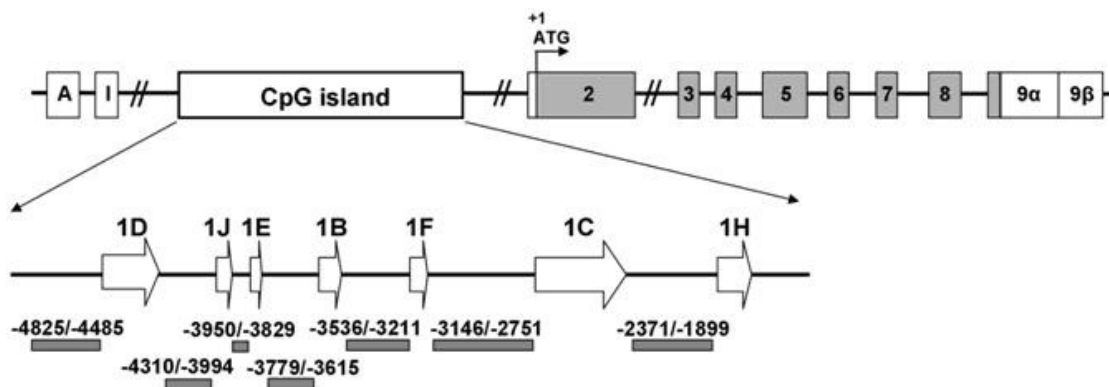 +1
ATG
A I // CpG island // 2 // 3 4 5 6 7 8 9α 9β
1D 1J 1E 1B 1F 1C 1H
-4825/-4485 -3950/-3829 -3536/-3211 -3146/-2751 -2371/-1899
-4310/-3994 -3779/-3615